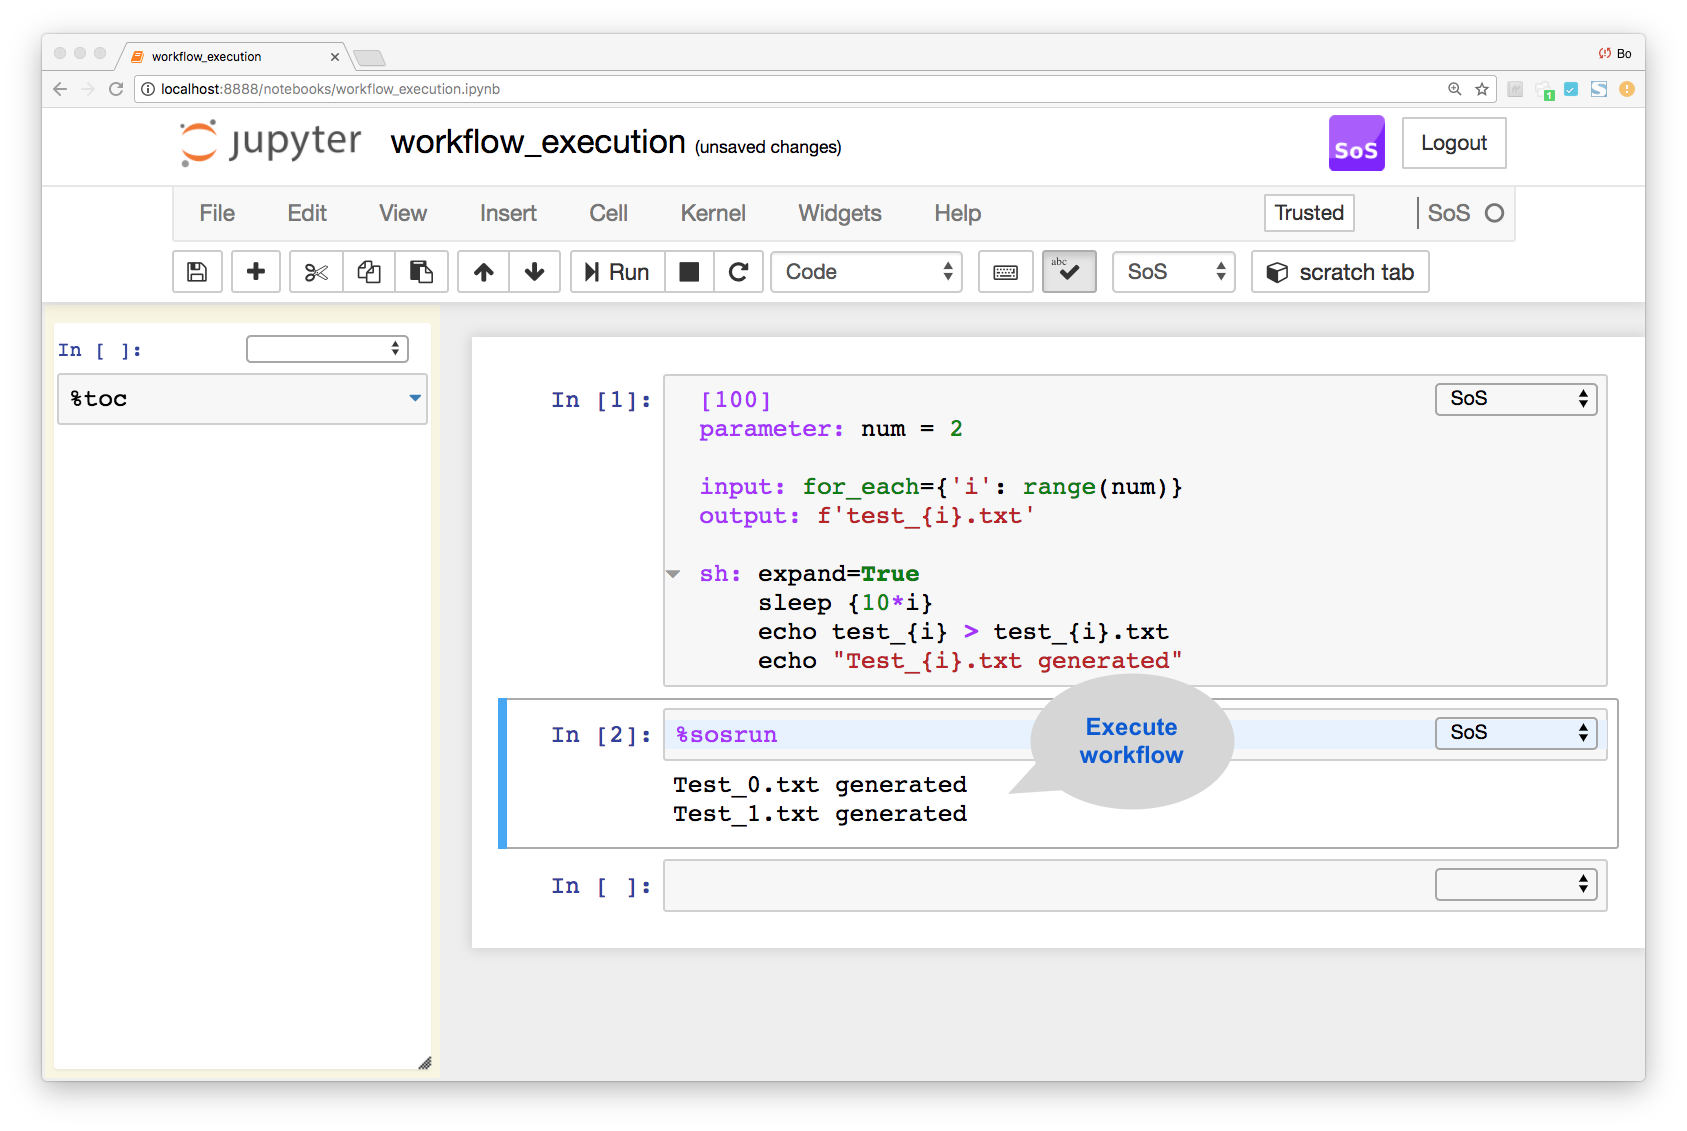 workflow_execution
Bo
localhost:8888/notebooks/workflow_execution.ipynb
1
jupyter workflow_execution (unsaved changes)
SoS
Logout
File Edit View Insert Cell Kernel Widgets Help
Trusted
SoS
Run
Code
abc
SoS
scratch tab
In [ ]:
%toc
In [1]:
[100]
SoS
parameter: num = 2
input: for_each={'i': range(num)}
output: f'test_{i}.txt'
sh: expand=True
sleep {10*i}
echo test_{i} > test_{i}.txt
echo "Test_{i}.txt generated"
In [2]:
%sosrun
SoS
Execute
workflow
Test_0.txt generated
Test_1.txt generated
In [ ]: